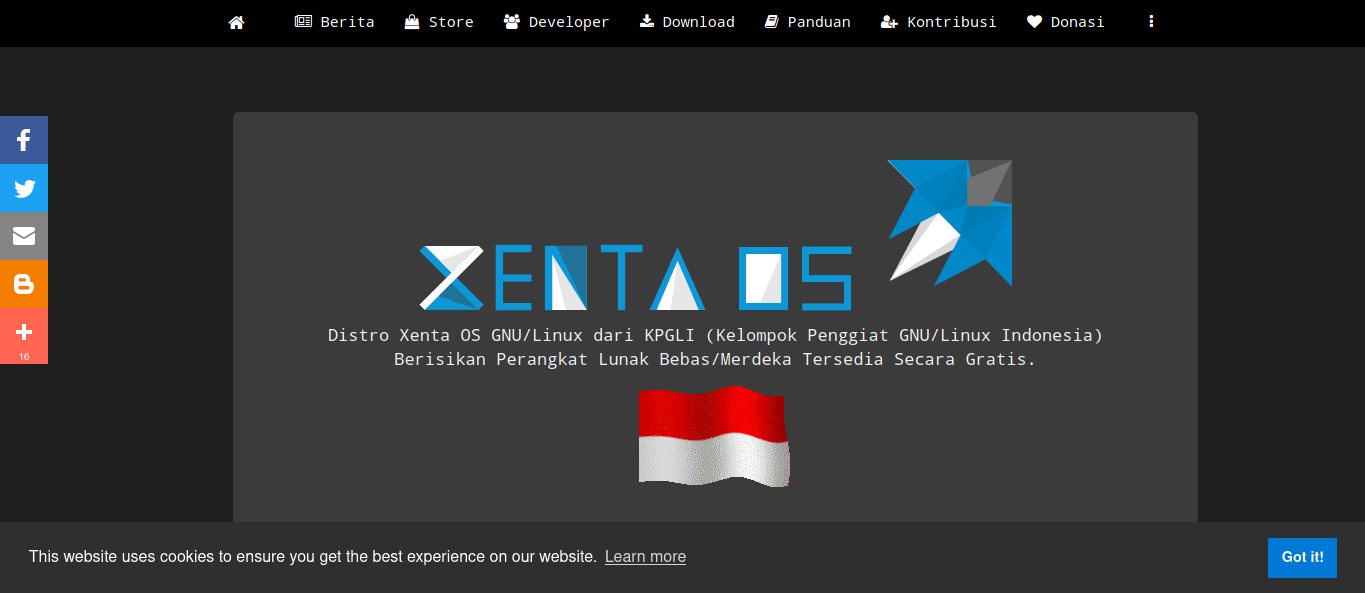 Berita Store Developer Download Panduan Kontribusi Donasi
16
XENTA OS
Distro Xenta OS GNU/Linux dari KPGLI (Kelompok Penggiat GNU/Linux Indonesia)
Berisikan Perangkat Lunak Bebas/Merdeka Tersedia Secara Gratis.
This website uses cookies to ensure you get the best experience on our website. Learn more
Got it!